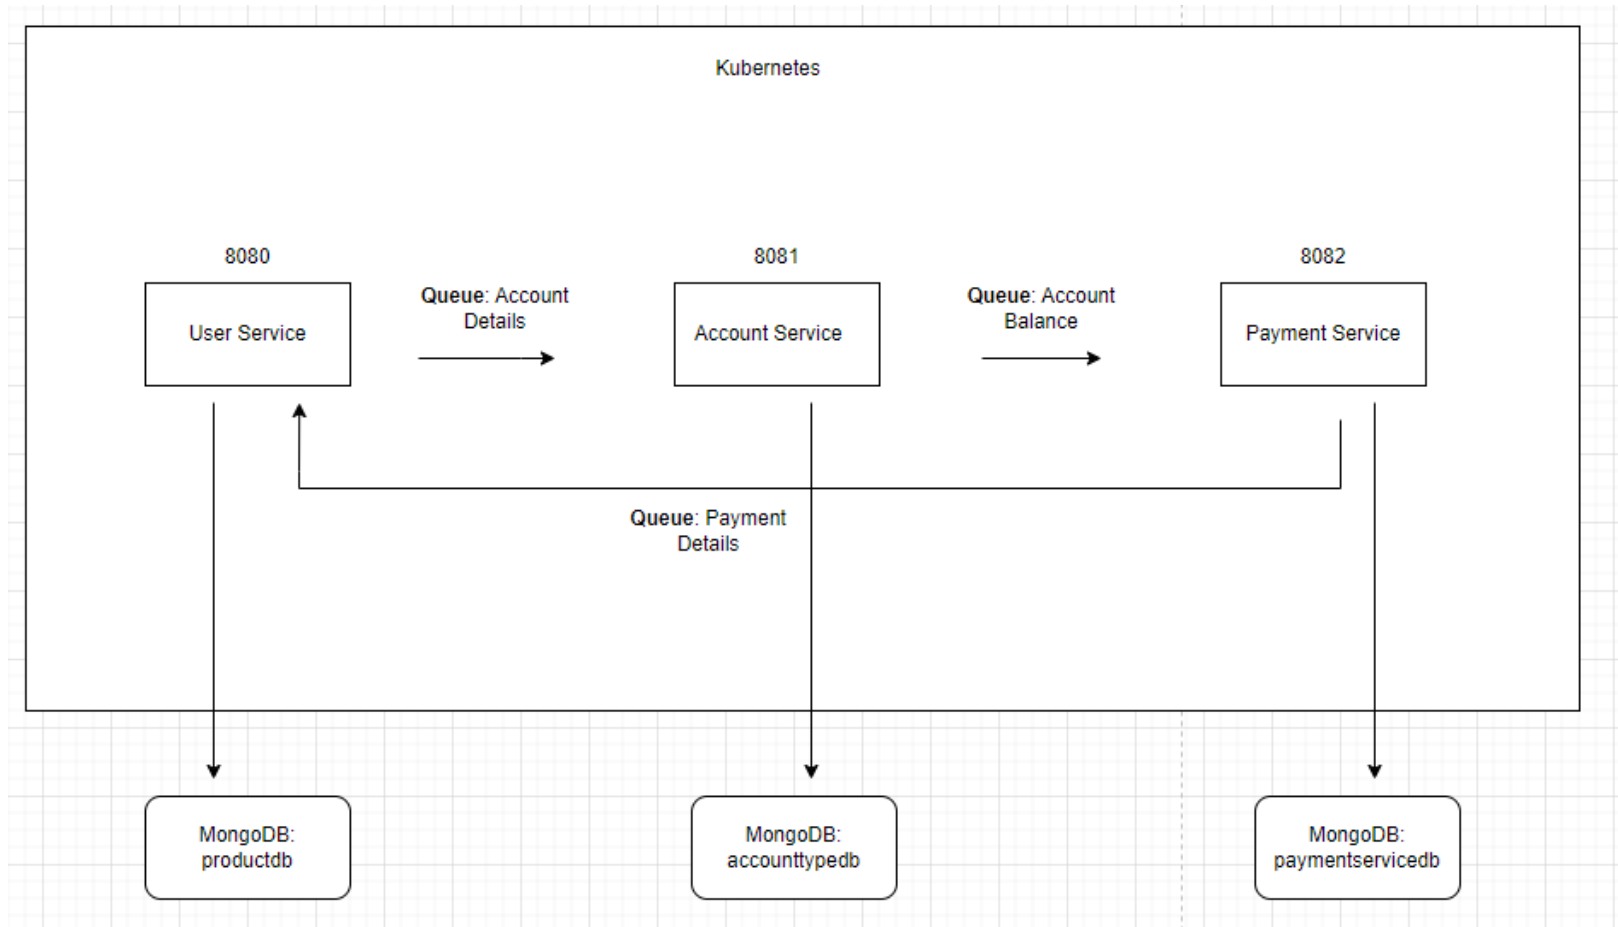 Kubernetes
8080
8081
8082
Queue: Account
Details
Queue: Account
Balance
User Service
Account Service
Payment Service
Queue: Payment
Details
MongoDB:
productdb
MongoDB:
accounttypedb
MongoDB:
paymentservicedb